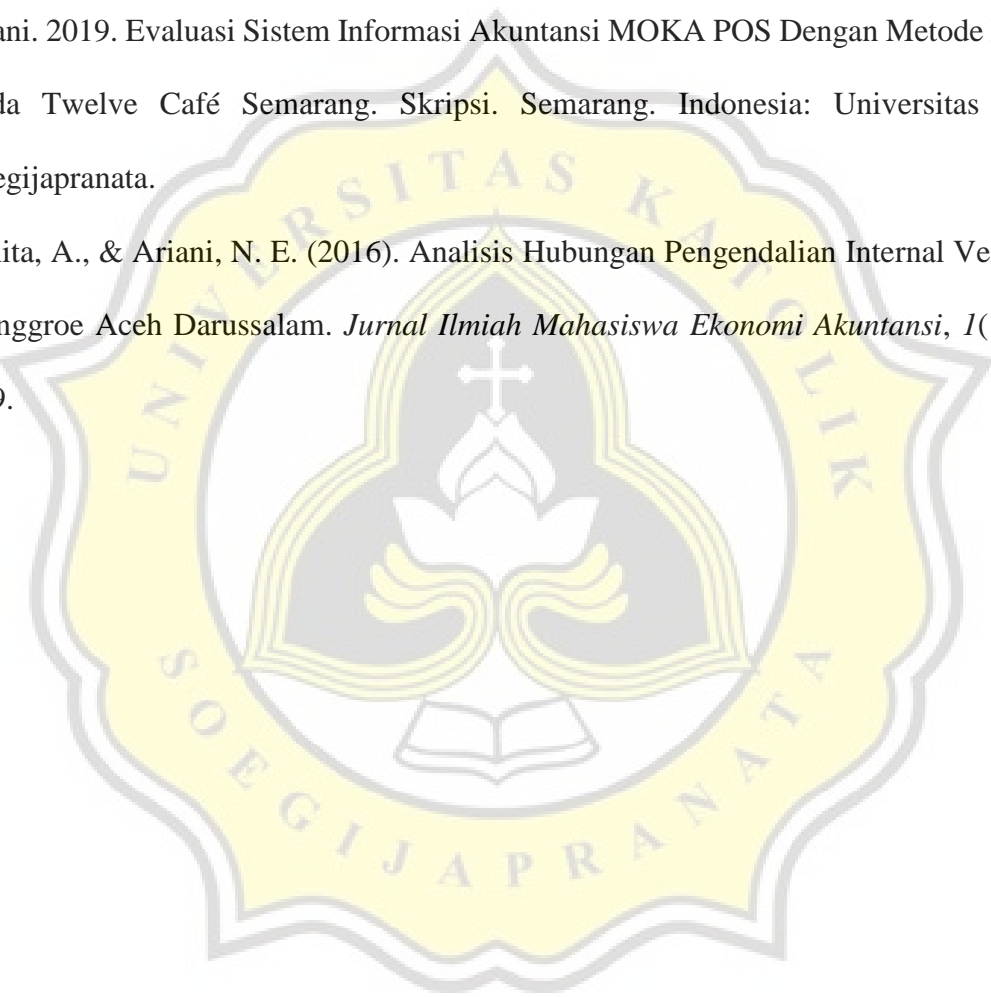 ani. 2019. Evaluasi Sistem Informasi Akuntansi MOKA POS Dengan Metode
da Twelve Café Semarang. Skripsi. Semarang. Indonesia: Universitas
egijapranata.
ita, A., & Ariani, N. E. (2016). Analisis Hubungan Pengendalian Internal Ve
nggroe Aceh Darussalam. Jurnal Ilmiah Mahasiswa Ekonomi Akuntansi, 1(
9.
UNIVERSITAS KATOLIK
SOEGIJAPRANATA